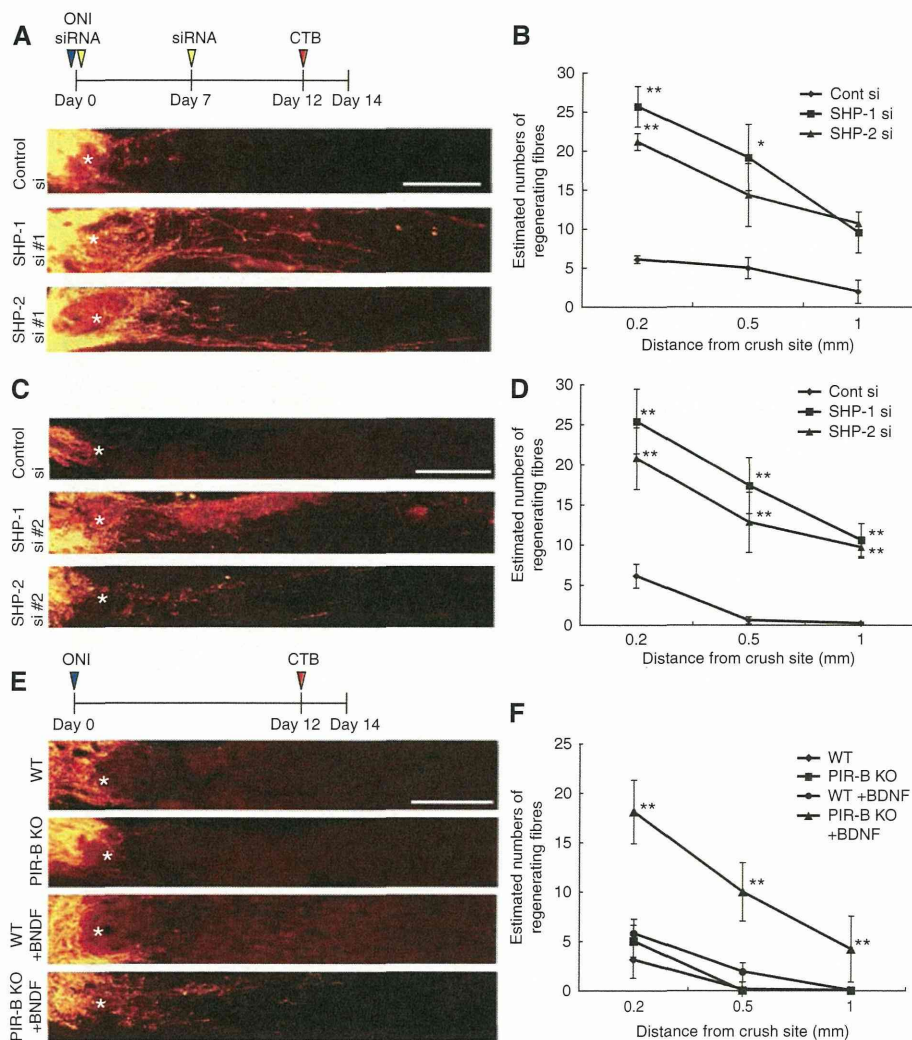 A
ONI
siRNA
siRNA
CTB
Day 0
Day 7
Day 12
Day 14
Control
si
*
SHP-1
si #1
*
SHP-2
si #1
*
B
Estimated numbers of
regenerating fibres
30
25
20
15
10
5
0
**
**
*
Cont si
SHP-1 si
SHP-2 si
0.2
0.5
1
Distance from crush site (mm)
C
Control
si
*
SHP-1
si #2
*
SHP-2
si #2
*
D
Estimated numbers of
regenerating fibres
30
25
20
15
10
5
0
**
**
**
**
**
**
Cont si
SHP-1 si
SHP-2 si
0.2
0.5
1
Distance from crush site (mm)
E
ONI
CTB
Day 0
Day 12
Day 14
WT
*
PIR-B KO
*
WT
+BNDF
*
PIR-B KO
+BNDF
*
F
Estimated numbers of
regenerating fibres
25
20
15
10
5
0
**
**
**
WT
PIR-B KO
WT +BDNF
PIR-B KO
+BDNF
0.2
0.5
1
Distance from crush site (mm)